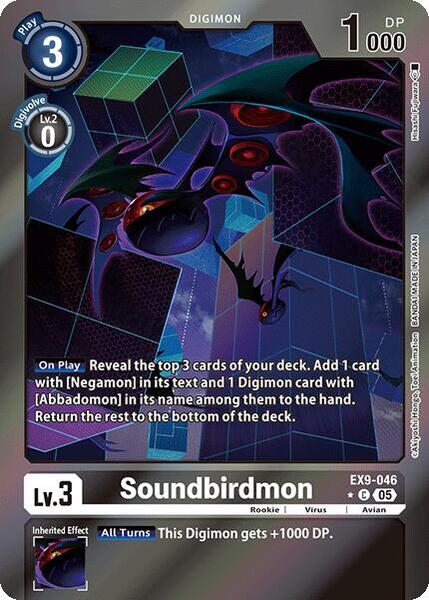 DIGIMON
Play
3
1000
DP
Digivolve
Lv.2
0
Hisashi Fujiwara
©Akiyoshi Hongo, Toei Animation BANDAI MADE IN JAPAN
On Play Reveal the top 3 cards of your deck. Add 1 card
with [Negamon] in its text and 1 Digimon card with
[Abbadomon] in its name among them to the hand.
Return the rest to the bottom of the deck.
Lv.3
Soundbirdmon
EX9-046
C 05
Rookie Virus Avian
Inherited Effect
All Turns This Digimon gets +1000 DP.